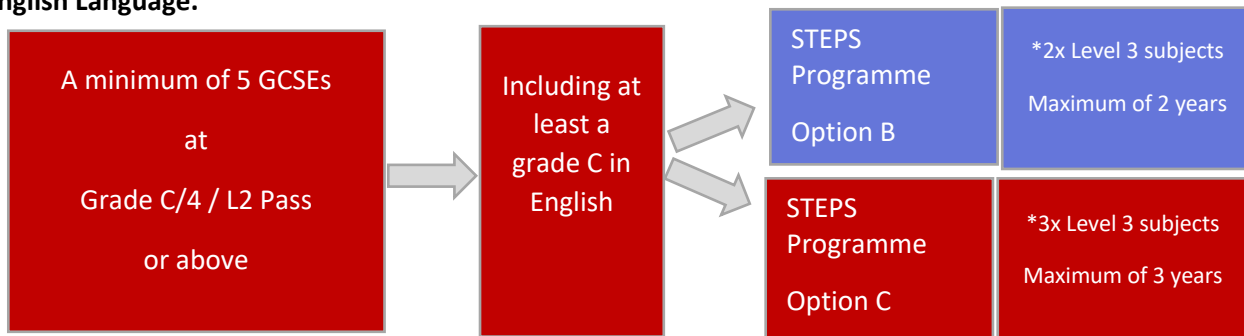 English Language:
A minimum of 5 GCSEs
at
Grade C/4 / L2 Pass
or above
Including at
least a
grade C in
English
STEPS
Programme
Option B
*2x Level 3 subjects
Maximum of 2 years
STEPS
Programme
Option C
*3x Level 3 subjects
Maximum of 3 years